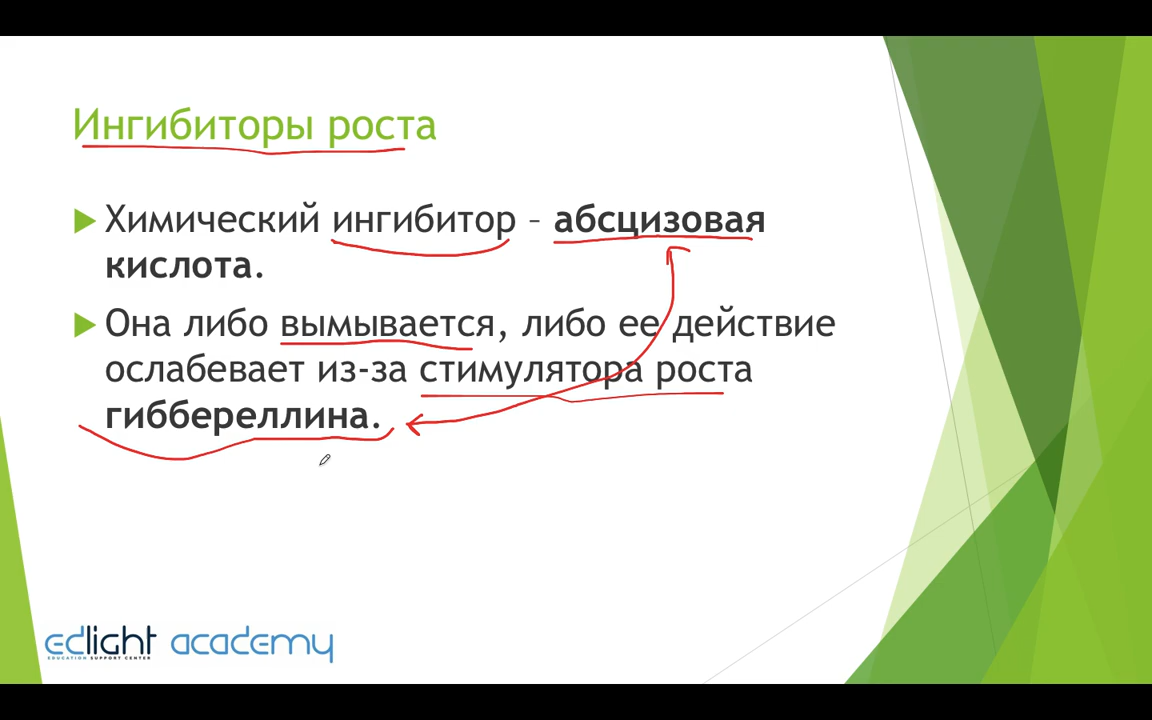 Ингибиторы роста
Химический ингибитор – абсцизовая
кислота.
Она либо вымывается, либо ее действие
ослабевает из-за стимулятора роста
гиббереллина.
edlight academy
EDUCATION SUPPORT CENTER